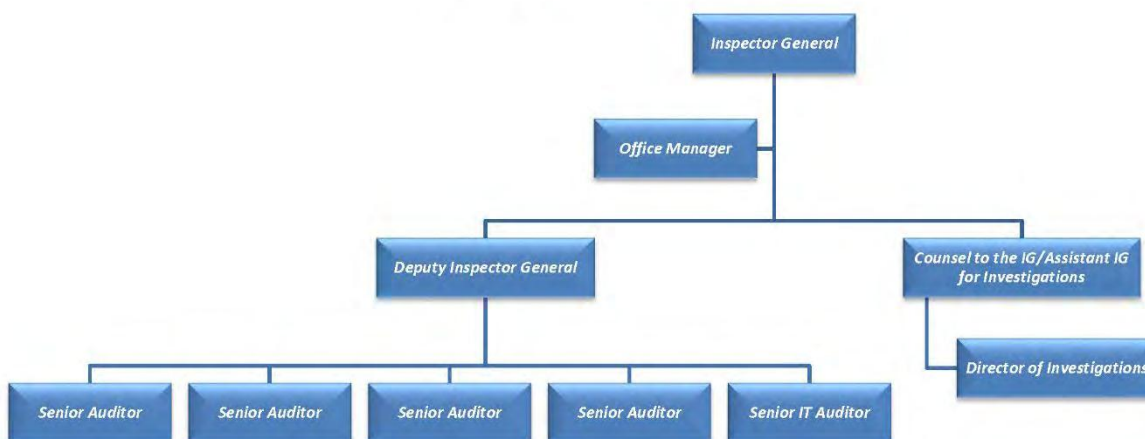 Inspector General
Office Manager
Deputy Inspector General
Counsel to the IG/Assistant IG
for Investigations
Director of Investigations
Senior Auditor
Senior Auditor
Senior Auditor
Senior Auditor
Senior IT Auditor